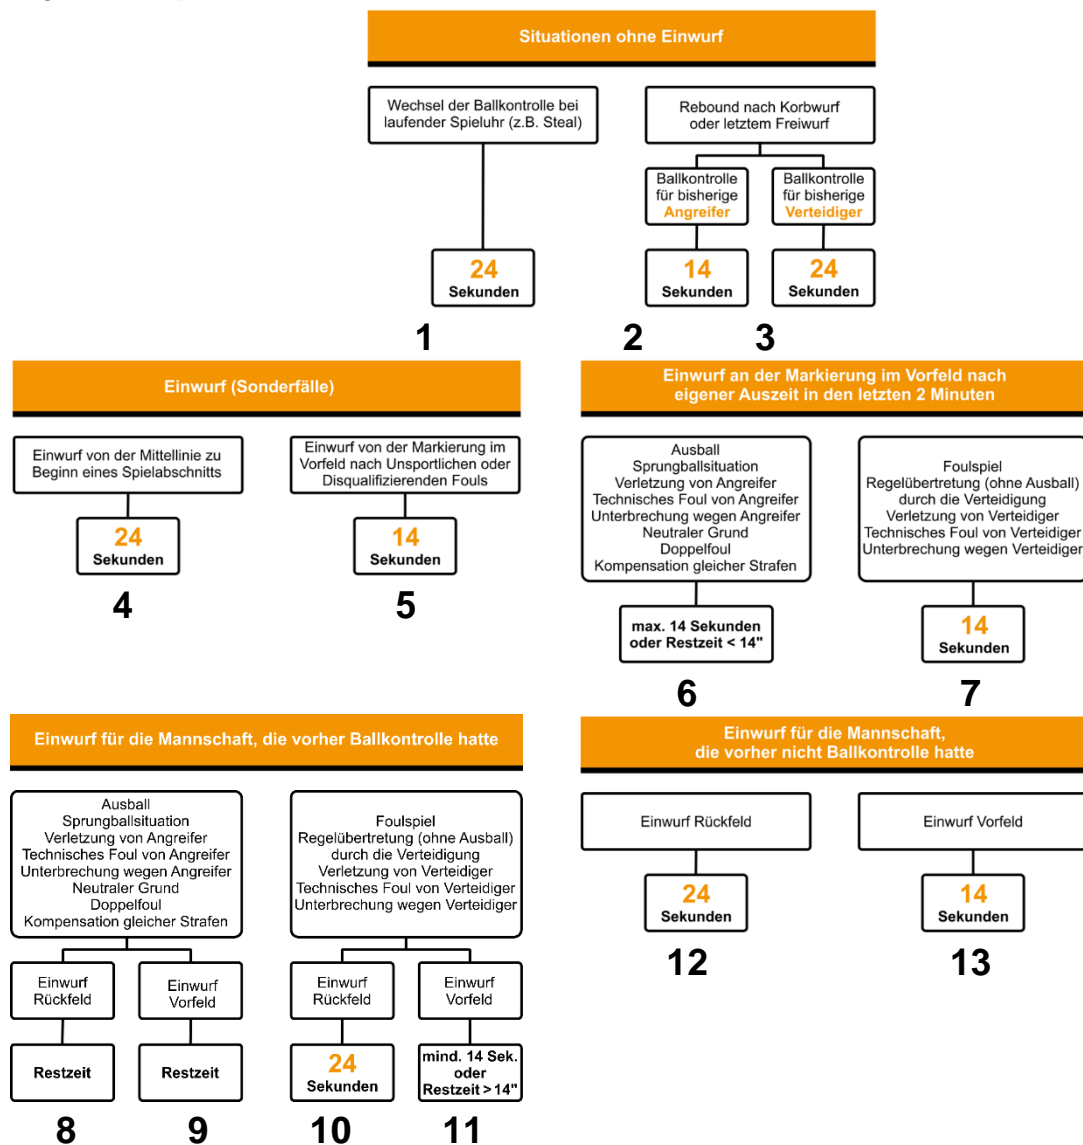 Situationen ohne Einwurf
Wechsel der Ballkontrolle bei
laufender Spieluhr (z.B. Steal)
Rebound nach Korbwurf
oder letztem Freiwurf
Ballkontrolle
für bisherige
Angreifer
Ballkontrolle
für bisherige
Verteidiger
24
Sekunden
14
Sekunden
24
Sekunden
1
2
3
Einwurf (Sonderfälle)
Einwurf von der Mittellinie zu
Beginn eines Spielabschnitts
Einwurf von der Markierung im
Vorfeld nach Unsportlichen oder
Disqualifizierenden Fouls
24
Sekunden
14
Sekunden
4
5
Einwurf an der Markierung im Vorfeld nach
eigener Auszeit in den letzten 2 Minuten
Ausball
Sprungballsituation
Verletzung von Angreifer
Technisches Foul von Angreifer
Unterbrechung wegen Angreifer
Neutraler Grund
Doppelfoul
Kompensation gleicher Strafen
Foulspiel
Regelübertretung (ohne Ausball)
durch die Verteidigung
Verletzung von Verteidiger
Technisches Foul von Verteidiger
Unterbrechung wegen Verteidiger
max. 14 Sekunden
oder Restzeit < 14"
14
Sekunden
6
7
Einwurf für die Mannschaft, die vorher Ballkontrolle hatte
Ausball
Sprungballsituation
Verletzung von Angreifer
Technisches Foul von Angreifer
Unterbrechung wegen Angreifer
Neutraler Grund
Doppelfoul
Kompensation gleicher Strafen
Foulspiel
Regelübertretung (ohne Ausball)
durch die Verteidigung
Verletzung von Verteidiger
Technisches Foul von Verteidiger
Unterbrechung wegen Verteidiger
Einwurf
Rückfeld
Einwurf
Vorfeld
Einwurf
Rückfeld
Einwurf
Vorfeld
Restzeit
Restzeit
24
Sekunden
mind. 14 Sek.
oder
Restzeit > 14"
8
9
10
11
Einwurf für die Mannschaft,
die vorher nicht Ballkontrolle hatte
Einwurf Rückfeld
Einwurf Vorfeld
24
Sekunden
14
Sekunden
12
13